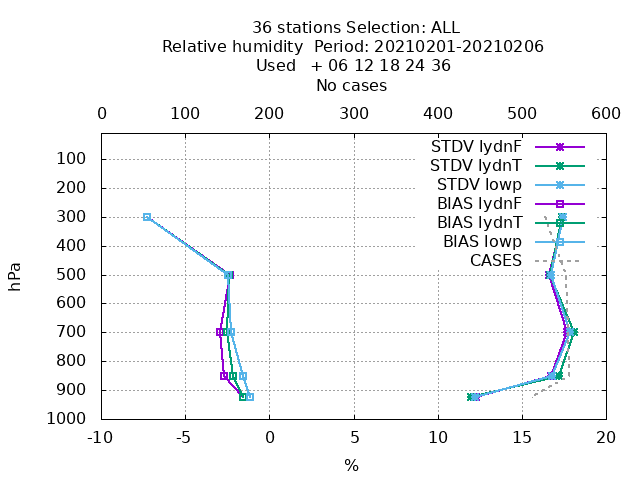 36 stations Selection: ALL
Relative humidity  Period: 20210201-20210206
Used   + 06 12 18 24 36
No cases
0 100 200 300 400 500 600
STDV lydnF
STDV lydnT
STDV lowp
BIAS lydnF
BIAS lydnT
BIAS lowp
CASES
hPa
100
200
300
400
500
600
700
800
900
1000
-10 -5 0 5 10 15 20
%